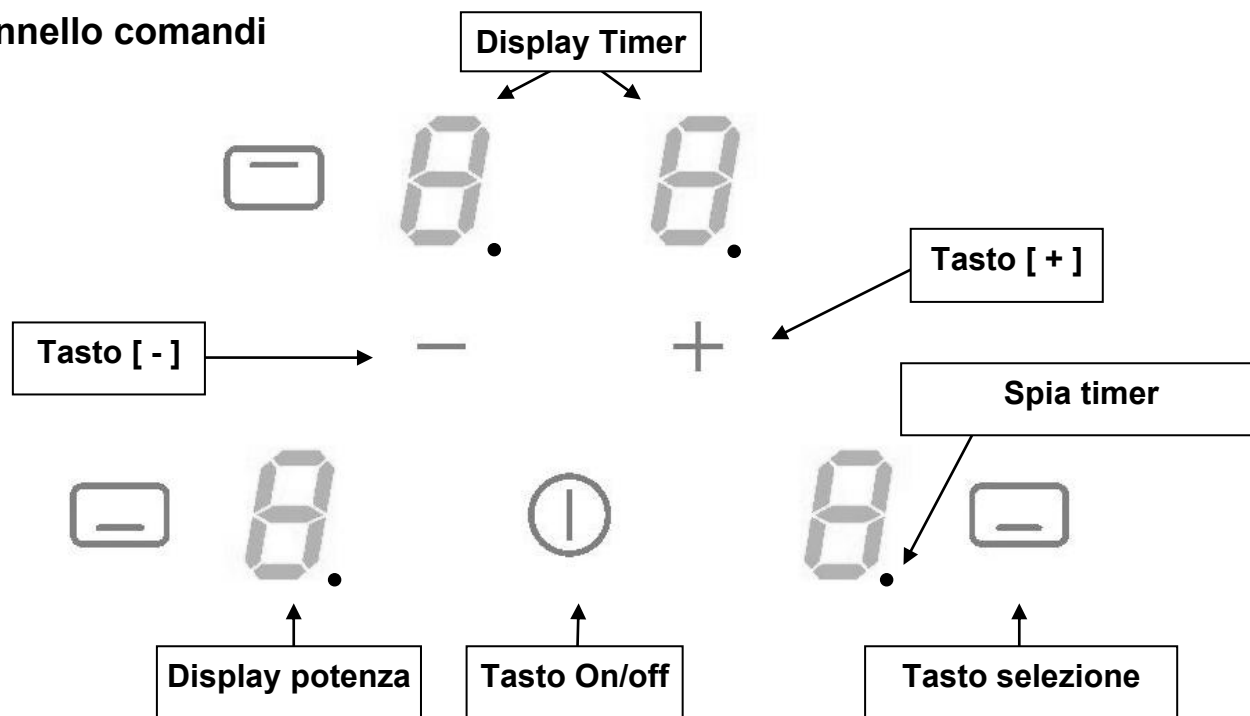 nnello comandi
Display Timer
Tasto [ + ]
Tasto [ - ]
Spia timer
Display potenza
Tasto On/off
Tasto selezione